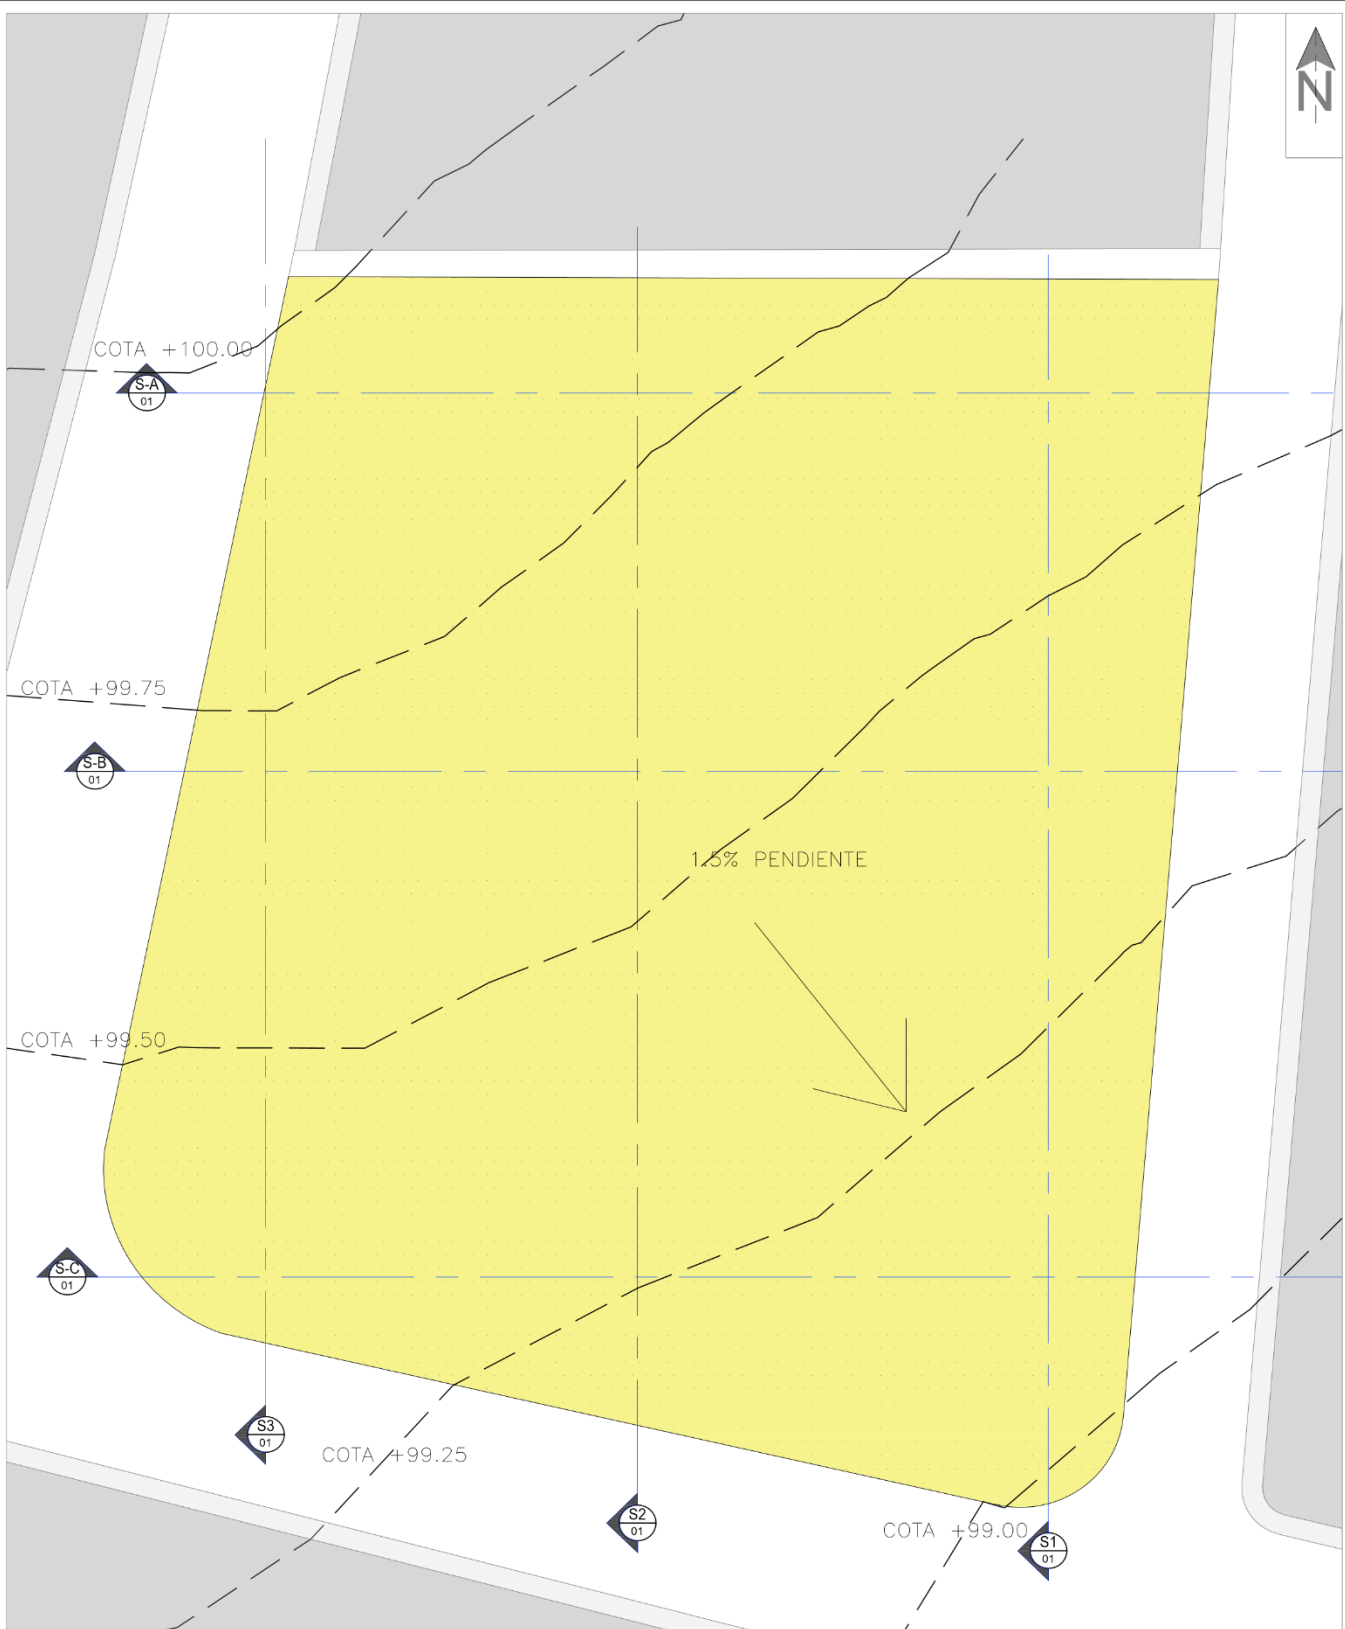 N
COTA +100.00
S-A
01
COTA +99.75
S-B
01
1.5% PENDIENTE
COTA +99.50
S-C
01
S3
01
COTA +99.25
S2
01
COTA +99.00
S1
01